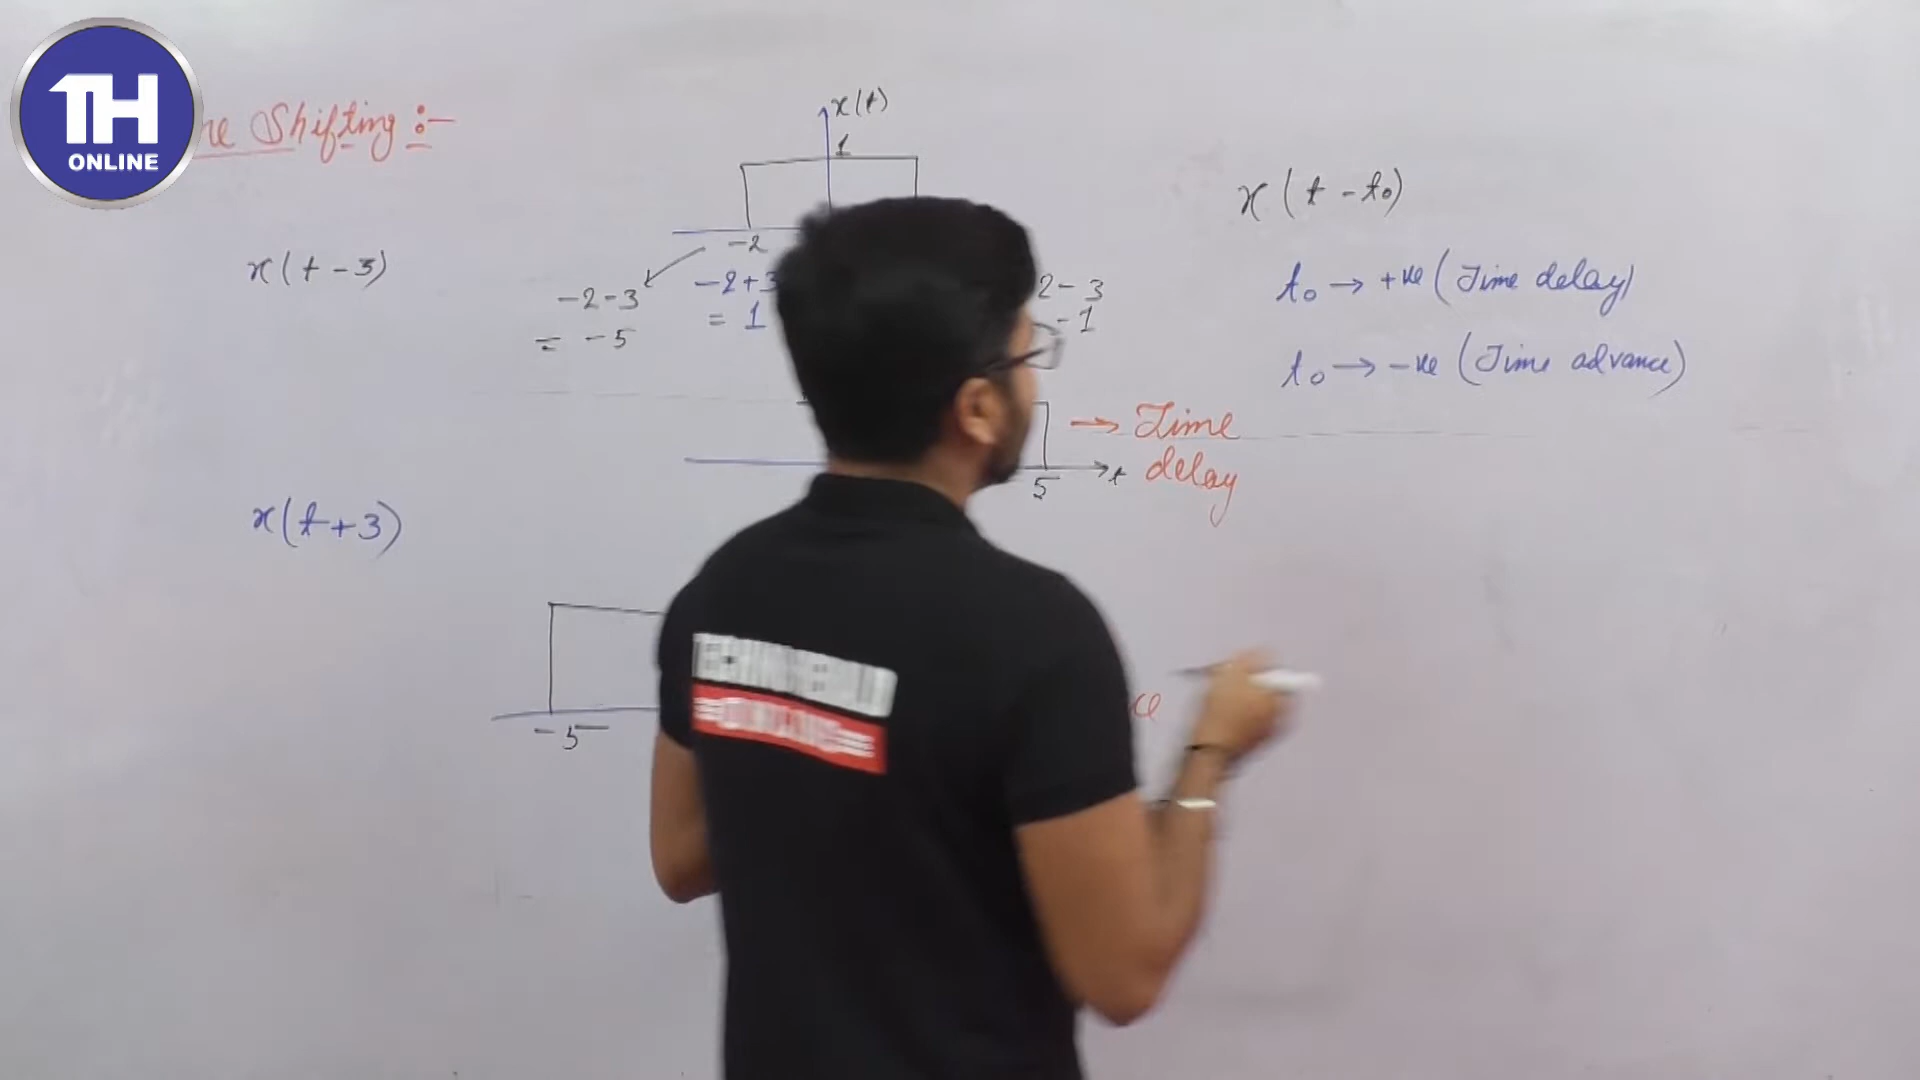 TH
ONLINE
Shifting :-
x(t)
1
x(t-3)
-2
-2-3
= -5
-2+3
= 1
2-3
-1
x(t-t₀)
t₀ → +ve (Time delay)
t₀ → -ve (Time advance)
→ Time
delay
5
t
x(t+3)
-5